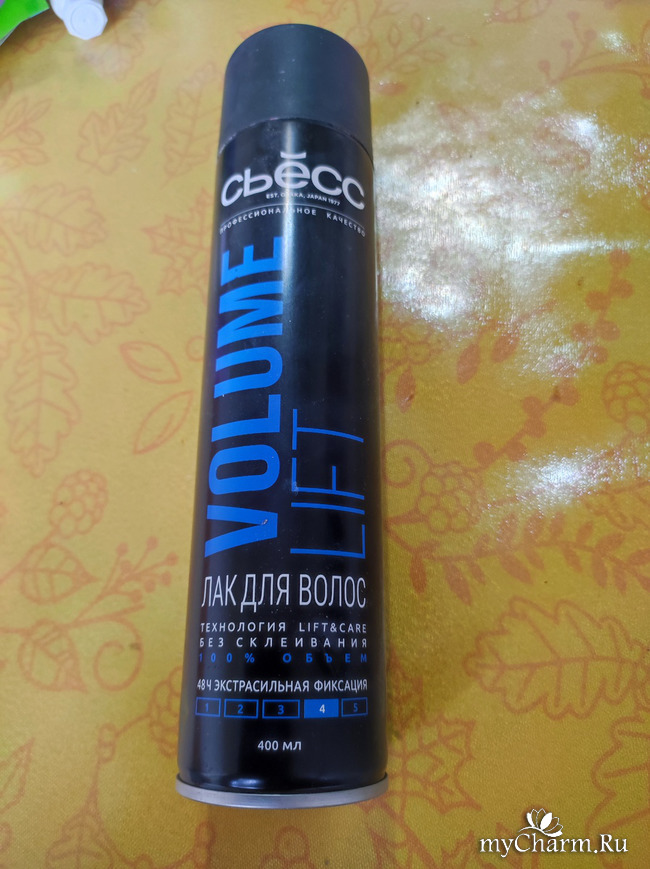 Сьёсс
EST. OSAKA, JAPAN 1977
ПРОФЕССИОНАЛЬНОЕ КАЧЕСТВО
VOLUME
LIFT
ЛАК ДЛЯ ВОЛОС
ТЕХНОЛОГИЯ LIFT&CARE
БЕЗ СКЛЕИВАНИЯ
100% ОБЪЕМ
48Ч ЭКСТРАСИЛЬНАЯ ФИКСАЦИЯ
1 2 3 4 5
400 МЛ
myCharm.Ru